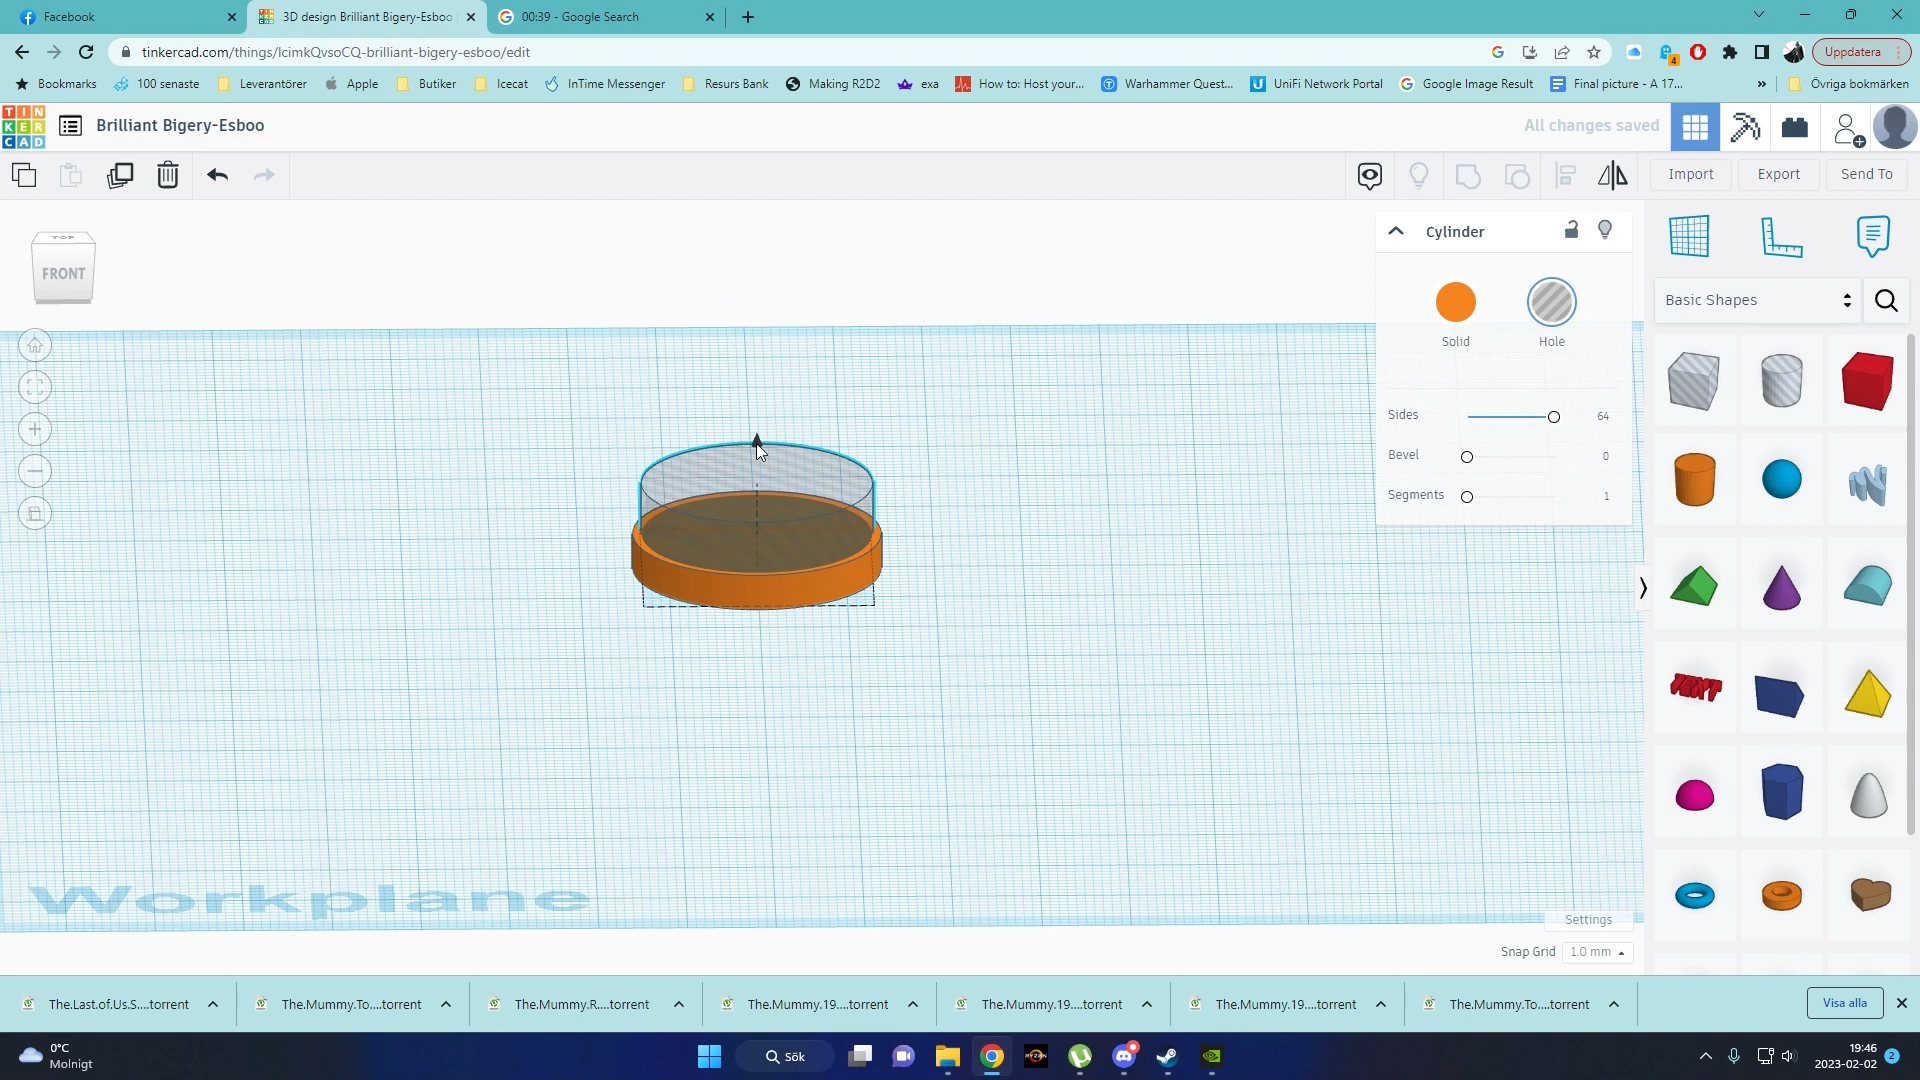 Facebook
3D design Brilliant Bigery-Esboo
00:39 - Google Search
tinkercad.com/things/lcimkQvsoCQ-brilliant-bigery-esboo/edit
Uppdatera
4
Bookmarks
100 senaste
Leverantörer
Apple
Butiker
Icecat
InTime Messenger
Resurs Bank
Making R2D2
exa
How to: Host your...
Warhammer Quest...
UniFi Network Portal
Google Image Result
Final picture - A 17...
»
Övriga bokmärken
TIN
KER
CAD
Brilliant Bigery-Esboo
All changes saved
Import
Export
Send To
TOP
FRONT
Cylinder
Solid
Hole
Sides
64
Bevel
0
Segments
1
Basic Shapes
TEXT
Workplane
Settings
Snap Grid
1.0 mm
The.Last.of.Us.S....torrent
The.Mummy.To....torrent
The.Mummy.R....torrent
The.Mummy.19....torrent
The.Mummy.19....torrent
The.Mummy.19....torrent
The.Mummy.To....torrent
Visa alla
0°C
Molnigt
Sök
RYZEN
19:46
2023-02-02
2